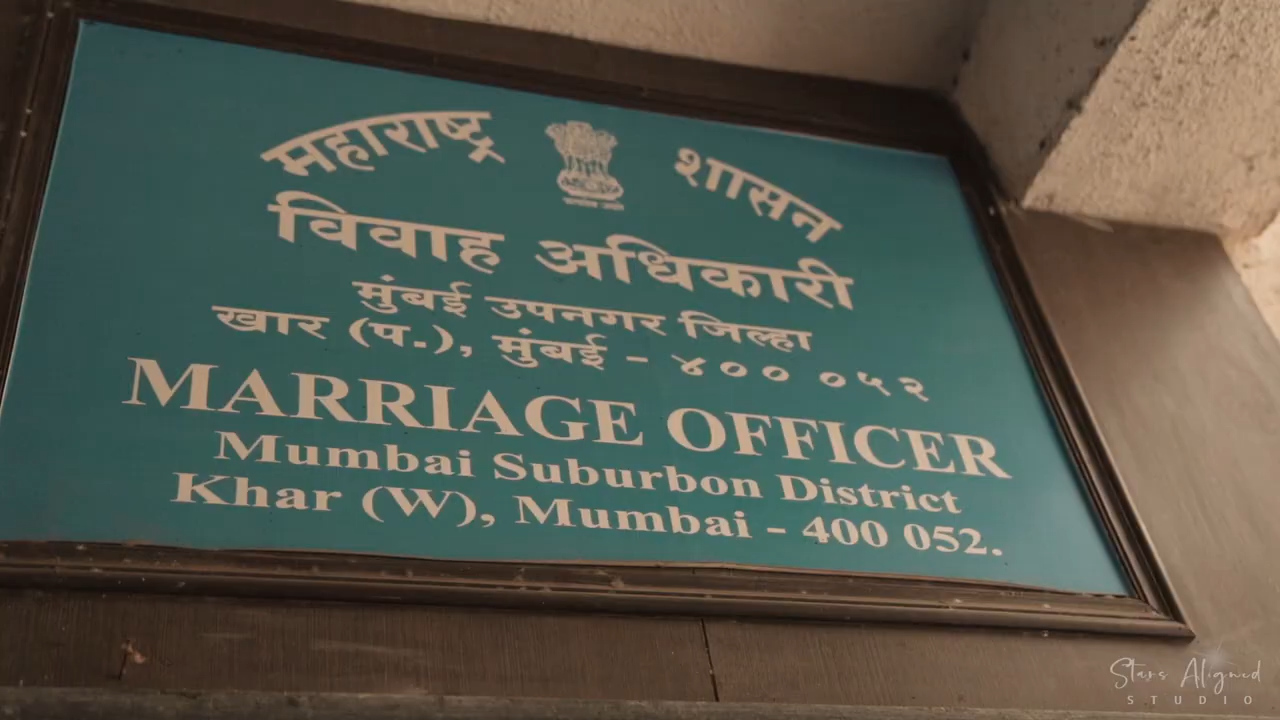 महाराष्ट्र शासन
विवाह अधिकारी
मुंबई उपनगर जिल्हा
खार (प.), मुंबई - ४०० ०५२
MARRIAGE OFFICER
Mumbai Suburbon District
Khar (W), Mumbai - 400 052.
Stars Aligned
STUDIO